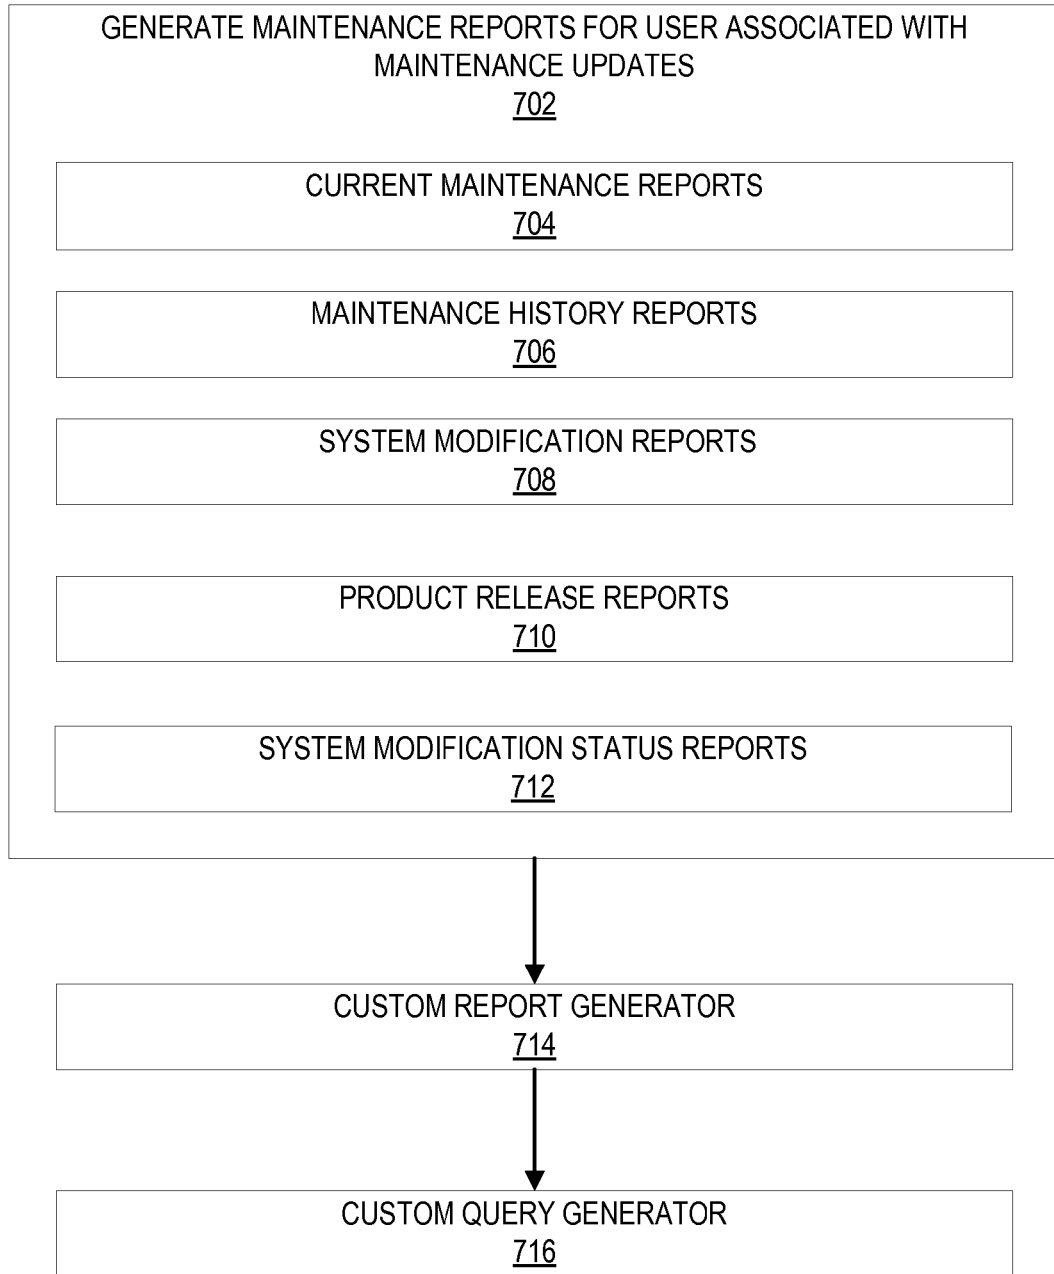 GENERATE MAINTENANCE REPORTS FOR USER ASSOCIATED WITH
MAINTENANCE UPDATES
702
CURRENT MAINTENANCE REPORTS
704
MAINTENANCE HISTORY REPORTS
706
SYSTEM MODIFICATION REPORTS
708
PRODUCT RELEASE REPORTS
710
SYSTEM MODIFICATION STATUS REPORTS
712
CUSTOM REPORT GENERATOR
714
CUSTOM QUERY GENERATOR
716